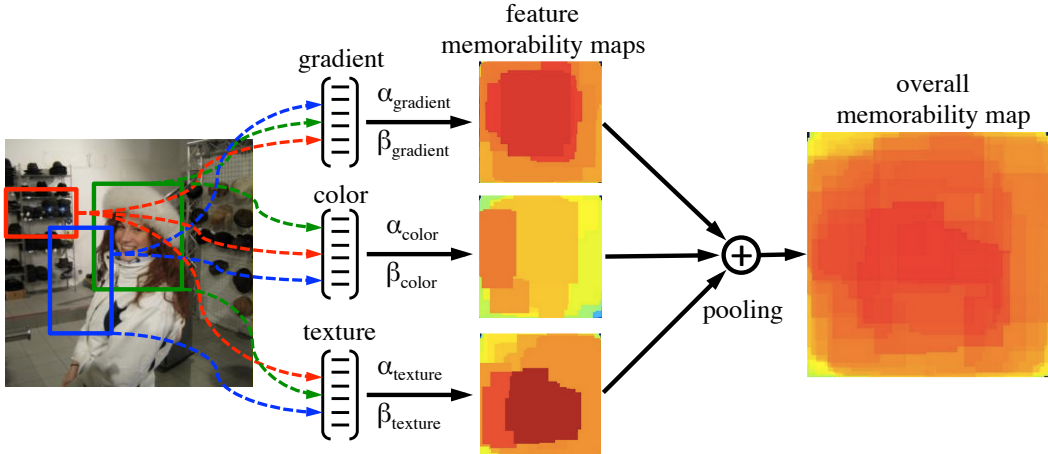 feature
memorability maps
gradient
α_gradient
β_gradient
color
α_color
β_color
texture
α_texture
β_texture
+
pooling
overall
memorability map